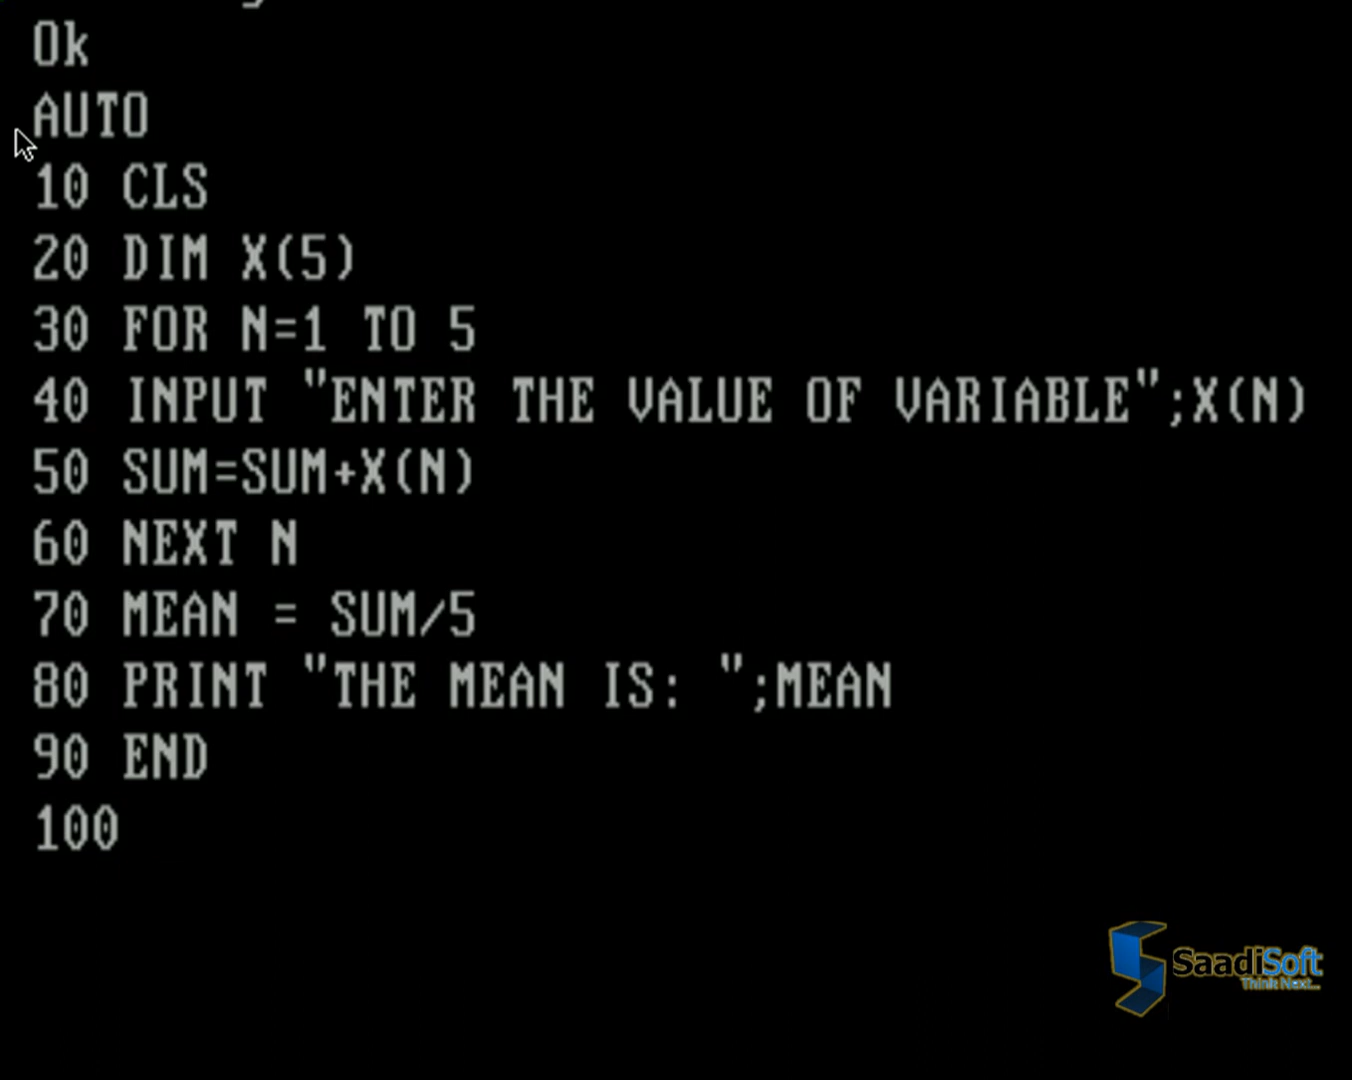 Ok
AUTO
10 CLS
20 DIM X(5)
30 FOR N=1 TO 5
40 INPUT "ENTER THE VALUE OF VARIABLE";X(N)
50 SUM=SUM+X(N)
60 NEXT N
70 MEAN = SUM/5
80 PRINT "THE MEAN IS: ";MEAN
90 END
100
SaadiSoft
Think Next...